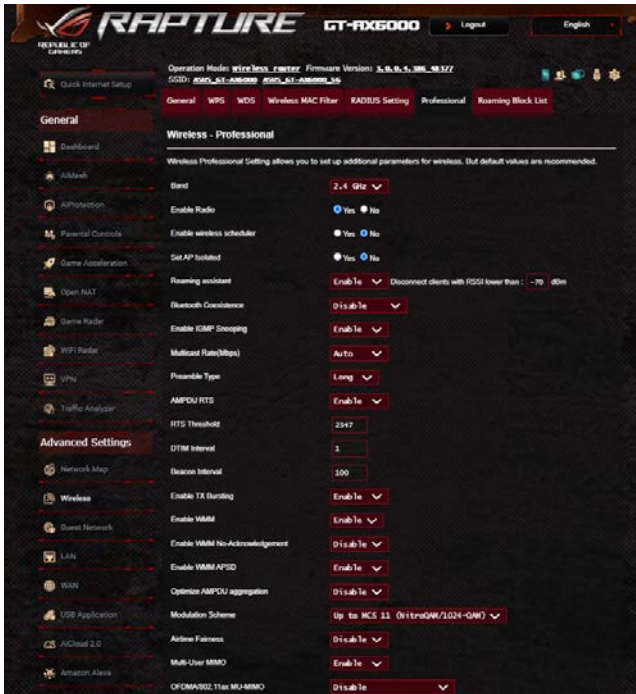 RAPTURE GT-AX6000 Logout English
REPUBLIC OF
GAMERS
Operation Mode: Wireless router Firmware Version: 3.0.0.4.386_48377
SSID: ASUS_GT-AX6000 ASUS_GT-AX6000_5G
Quick Internet Setup
General WPS WDS Wireless MAC Filter RADIUS Setting Professional Roaming Block List
General
Wireless - Professional
Dashboard
Wireless Professional Setting allows you to set up additional parameters for wireless. But default values are recommended.
AiMesh
Band 2.4 GHz
AiProtection
Enable Radio Yes No
Parental Controls
Enable wireless scheduler Yes No
Game Acceleration
Set AP Isolated Yes No
Open NAT
Roaming assistant Enable Disconnect clients with RSSI lower than : -70 dBm
Bluetooth Coexistence Disable
Game Radar
Enable IGMP Snooping Enable
WiFi Radar
Multicast Rate(Mbps) Auto
VPN
Preamble Type Long
Traffic Analyzer
AMPDU RTS Enable
RTS Threshold 2347
Advanced Settings
DTIM Interval 1
Network Map
Beacon Interval 100
Wireless
Enable TX Bursting Enable
Guest Network
Enable WMM Enable
Enable WMM No-Acknowledgement Disable
LAN
Enable WMM APSD Enable
WAN
Optimize AMPDU aggregation Disable
USB Application
Modulation Scheme Up to MCS 11 (NitroQAM/1024-QAM)
AiCloud 2.0
Airtime Fairness Disable
Multi-User MIMO Enable
Amazon Alexa
OFDMA/802.11ax MU-MIMO Disable